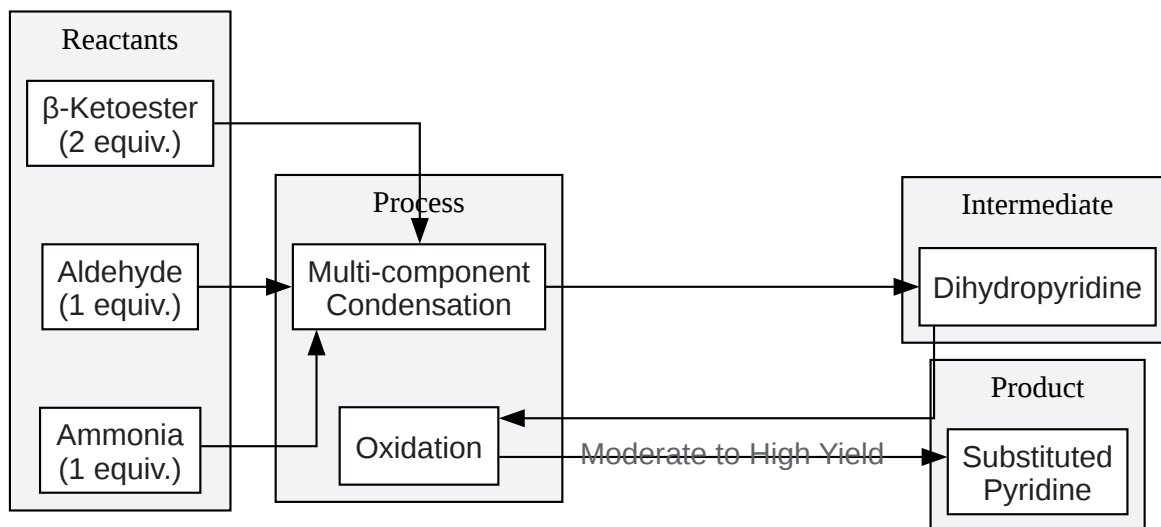 Reactants
β-Ketoester
(2 equiv.)
Aldehyde
(1 equiv.)
Ammonia
(1 equiv.)
Process
Multi-component
Condensation
Oxidation
Moderate to High Yield
Intermediate
Dihydropyridine
Product
Substituted
Pyridine